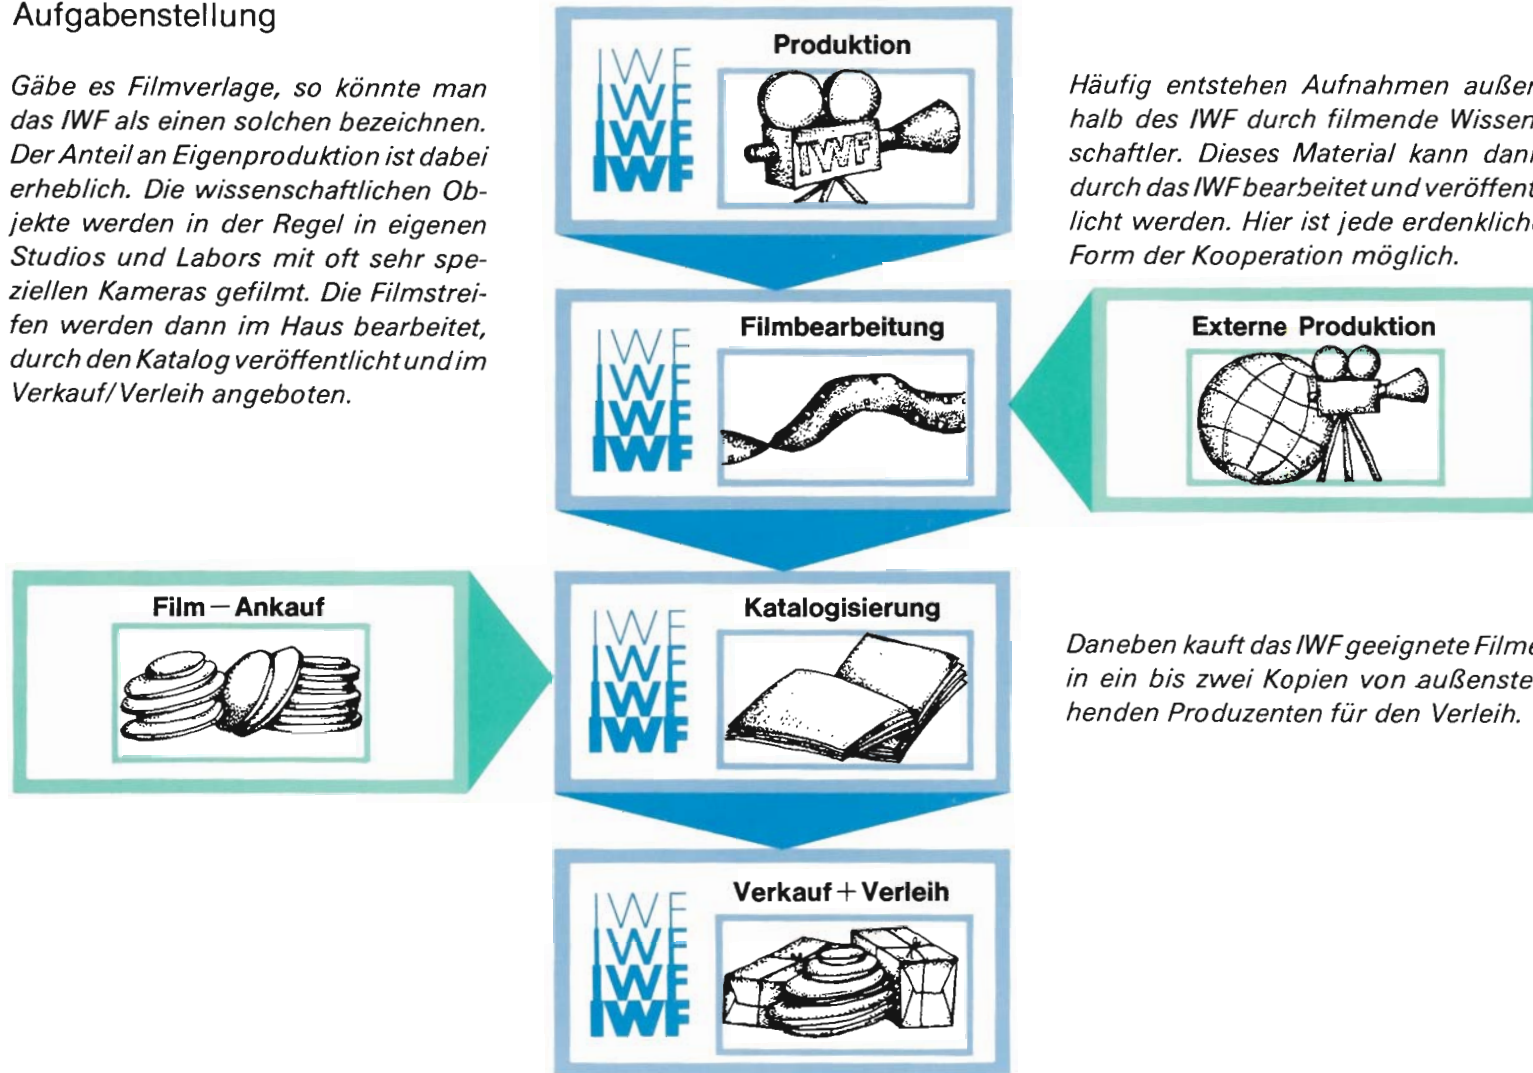 Aufgabenstellung
Gäbe es Filmverlage, so könnte man
das IWF als einen solchen bezeichnen.
Der Anteil an Eigenproduktion ist dabei
erheblich. Die wissenschaftlichen Ob-
jekte werden in der Regel in eigenen
Studios und Labors mit oft sehr spe-
ziellen Kameras gefilmt. Die Filmstrei-
fen werden dann im Haus bearbeitet,
durch den Katalog veröffentlicht und im
Verkauf/Verleih angeboten.
IWF
IWF
IWF
IWF
Produktion
IWF
Häufig entstehen Aufnahmen außer
halb des IWF durch filmende Wissen
schaftler. Dieses Material kann dann
durch das IWF bearbeitet und veröffent
licht werden. Hier ist jede erdenkliche
Form der Kooperation möglich.
IWF
IWF
IWF
IWF
Filmbearbeitung
Externe Produktion
Film—Ankauf
IWF
IWF
IWF
IWF
Katalogisierung
Daneben kauft das IWF geeignete Filme
in ein bis zwei Kopien von außenste-
henden Produzenten für den Verleih.
IWF
IWF
IWF
IWF
Verkauf+Verleih